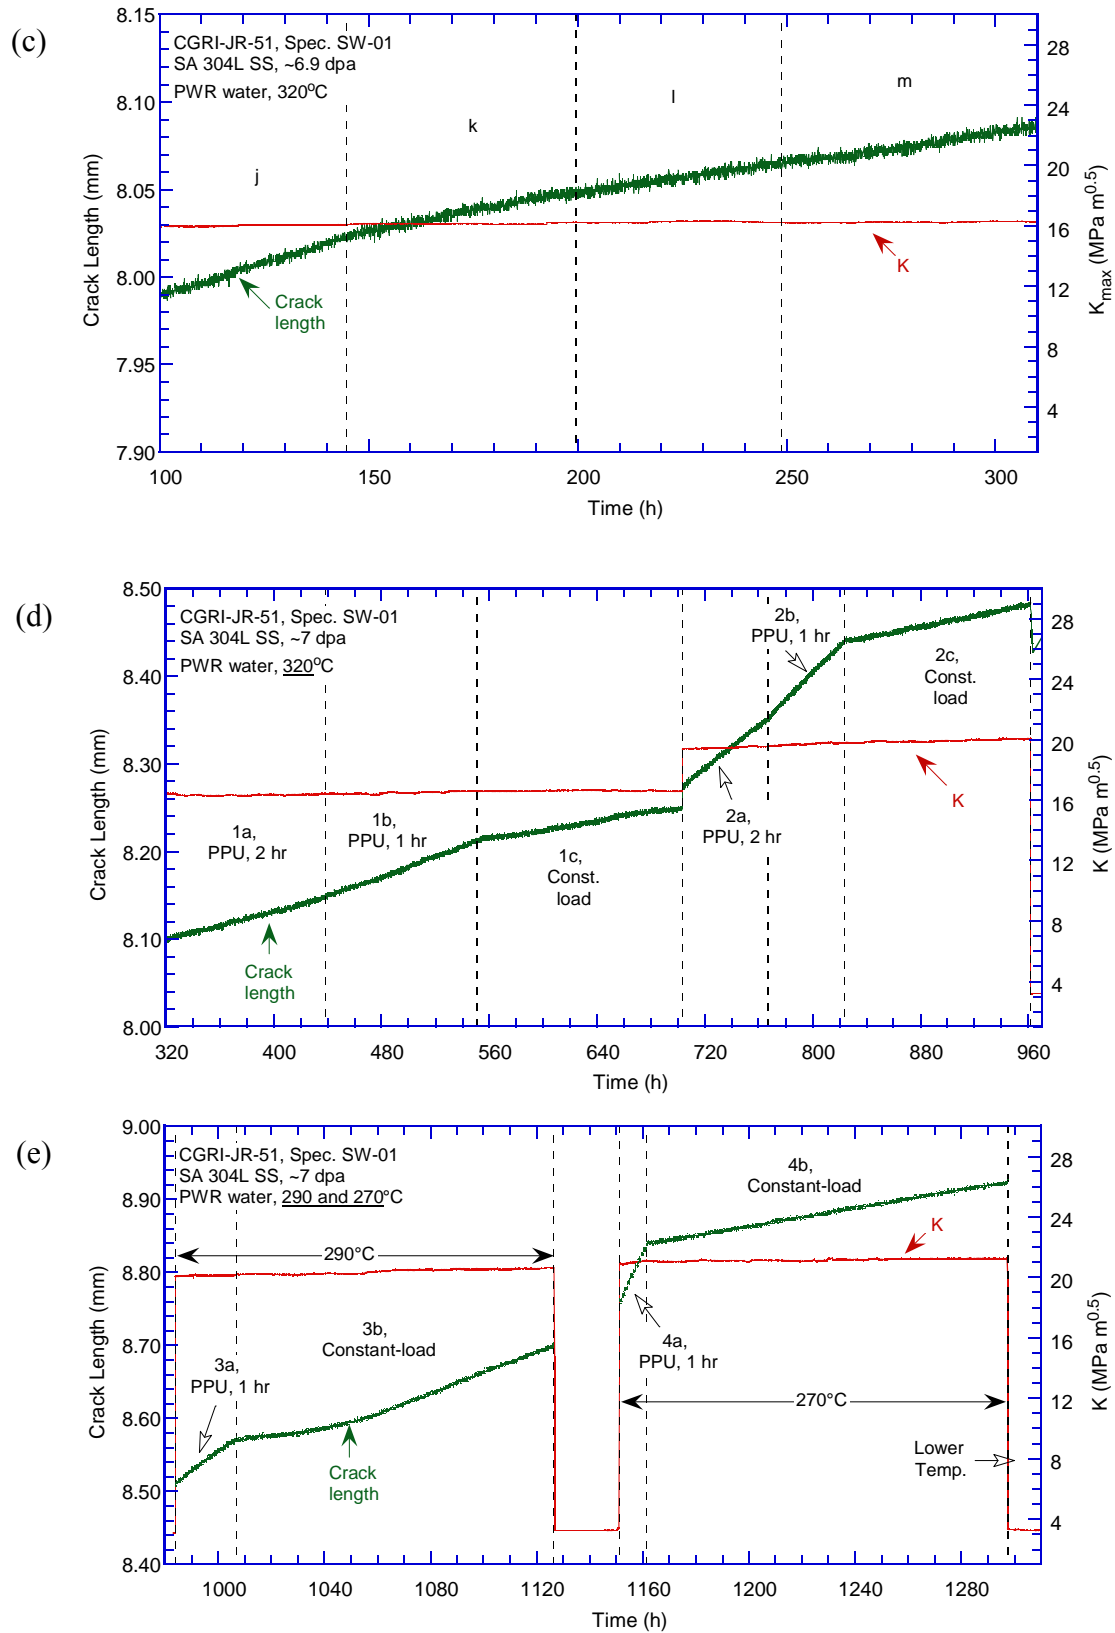 (c)
8.15
8.10
8.05
8.00
7.95
7.90
Crack Length (mm)
CGRI-JR-51, Spec. SW-01
SA 304L SS, ~6.9 dpa
PWR water, 320°C
j
k
l
m
Crack
length
K
28
24
20
16
12
8
4
Kmax (MPa m0.5)
100
150
200
250
300
Time (h)
(d)
8.50
8.40
8.30
8.20
8.10
8.00
Crack Length (mm)
CGRI-JR-51, Spec. SW-01
SA 304L SS, ~7 dpa
PWR water, 320°C
1a,
PPU, 2 hr
1b,
PPU, 1 hr
1c,
Const.
load
2a,
PPU, 2 hr
2b,
PPU, 1 hr
2c,
Const.
load
Crack
length
K
28
24
20
16
12
8
4
K (MPa m0.5)
320
400
480
560
640
720
800
880
960
Time (h)
(e)
9.00
8.90
8.80
8.70
8.60
8.50
8.40
Crack Length (mm)
CGRI-JR-51, Spec. SW-01
SA 304L SS, ~7 dpa
PWR water, 290 and 270°C
290°C
3a,
PPU, 1 hr
3b,
Constant-load
Crack
length
4a,
PPU, 1 hr
4b,
Constant-load
K
270°C
Lower
Temp.
28
24
20
16
12
8
4
K (MPa m0.5)
1000
1040
1080
1120
1160
1200
1240
1280
Time (h)